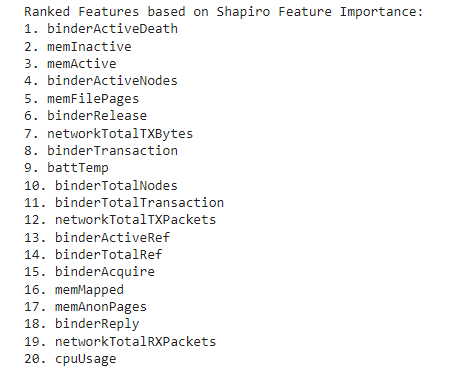 Ranked Features based on Shapiro Feature Importance:
1. binderActiveDeath
2. memInactive
3. memActive
4. binderActiveNodes
5. memFilePages
6. binderRelease
7. networkTotalTXBytes
8. binderTransaction
9. battTemp
10. binderTotalNodes
11. binderTotalTransaction
12. networkTotalTXPackets
13. binderActiveRef
14. binderTotalRef
15. binderAcquire
16. memMapped
17. memAnonPages
18. binderReply
19. networkTotalRXPackets
20. cpuUsage